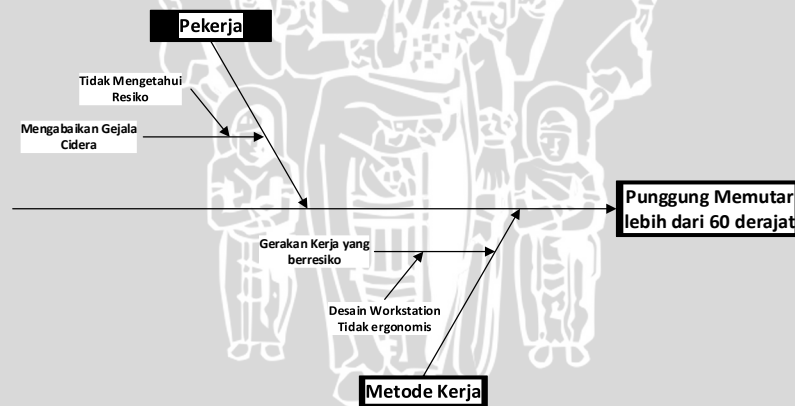 Pekerja
Tidak Mengetahui
Resiko
Mengabaikan Gejala
Cidera
Punggung Memutar
lebih dari 60 derajat
Gerakan Kerja yang
berresiko
Desain Workstation
Tidak ergonomis
Metode Kerja